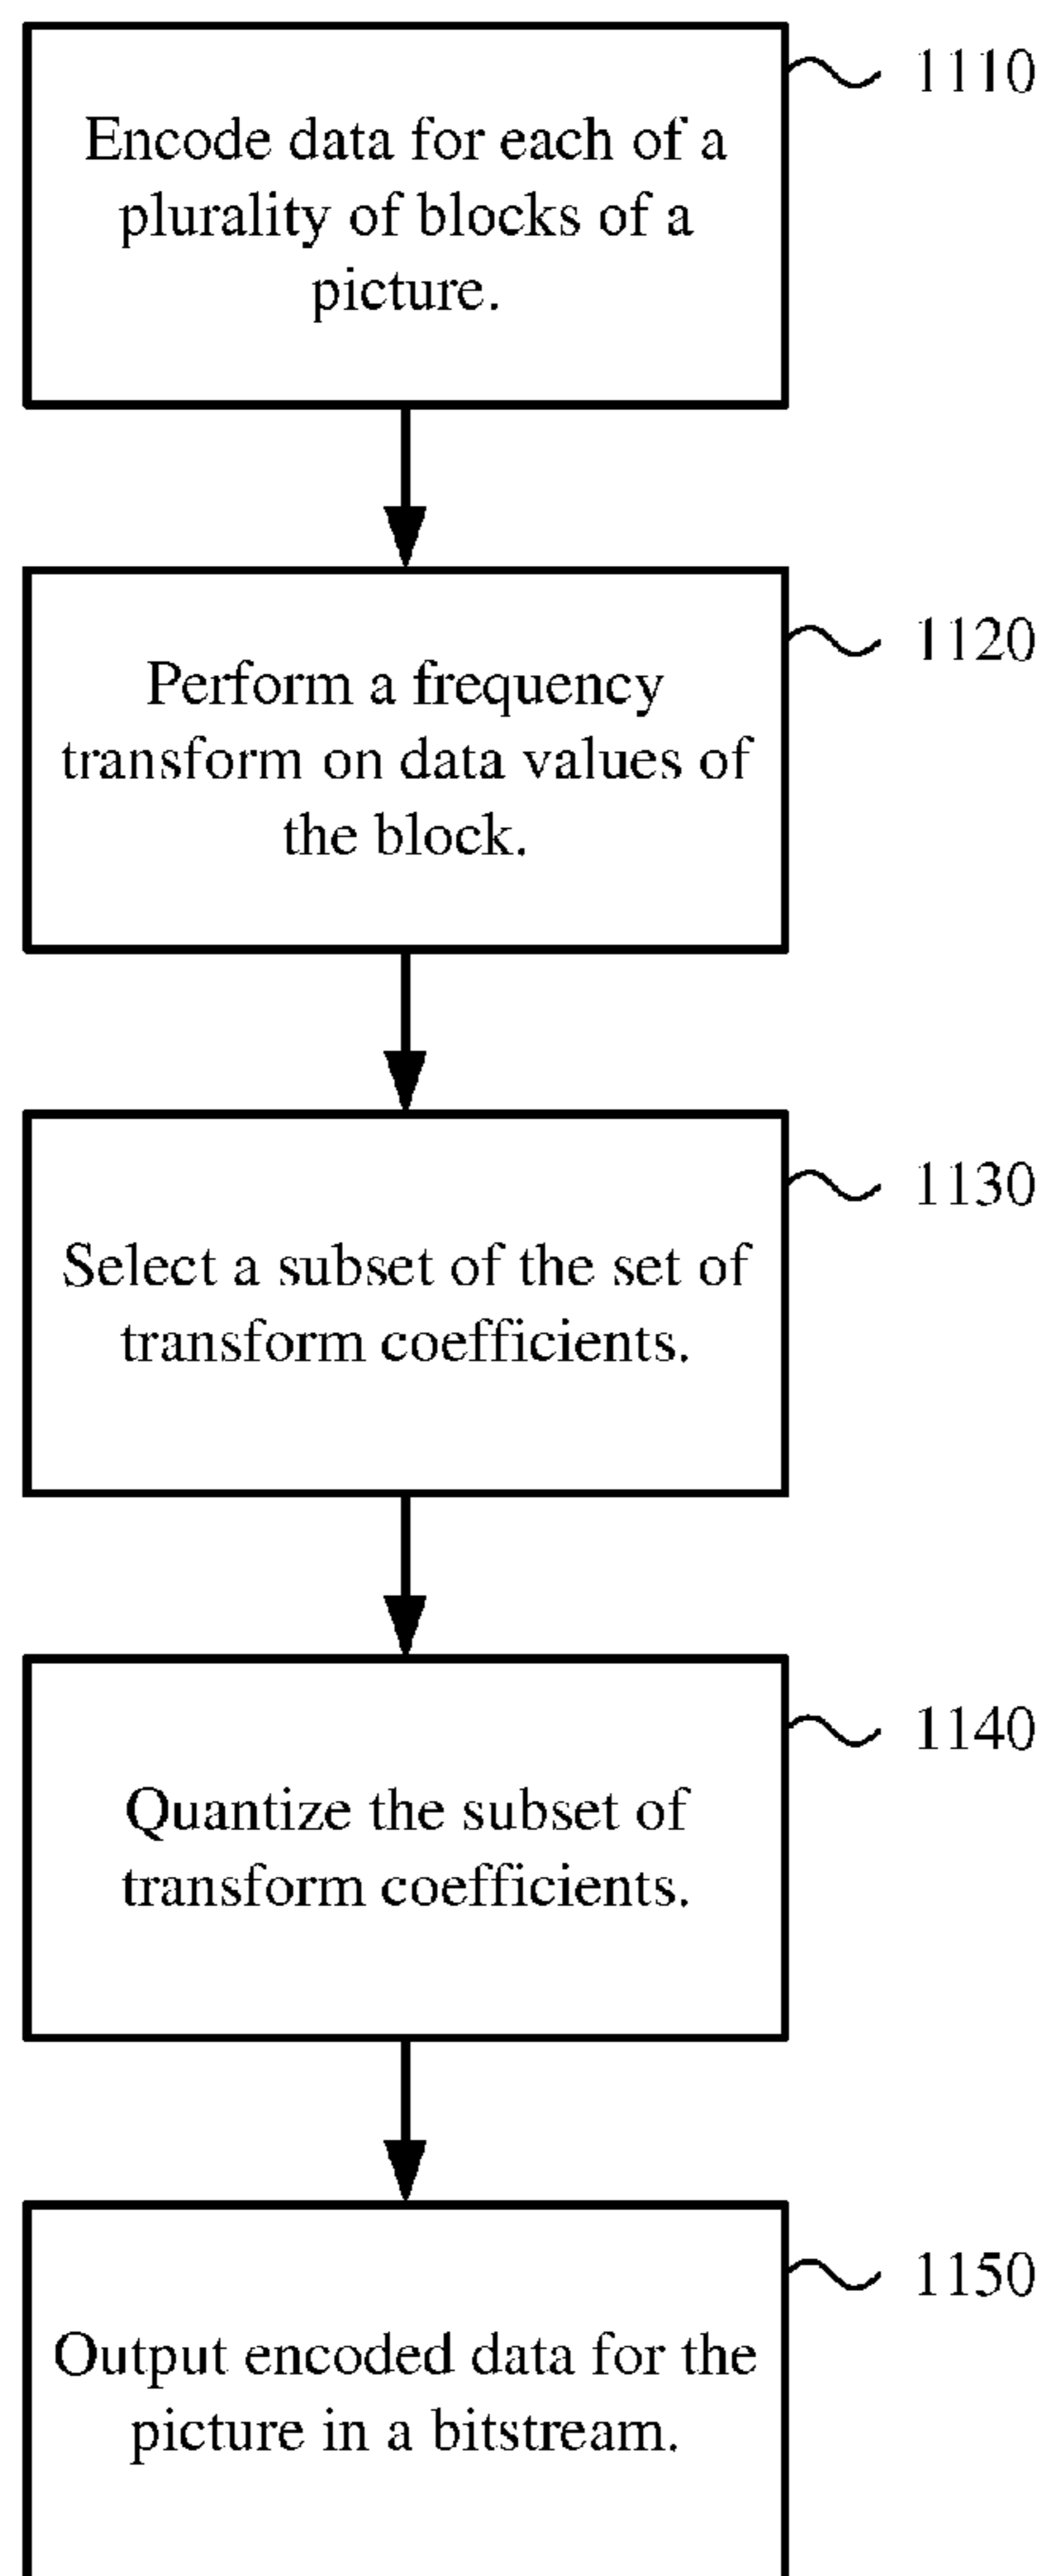 1110
Encode data for each of a
plurality of blocks of a
picture.
1120
Perform a frequency
transform on data values of
the block.
1130
Select a subset of the set of
transform coefficients.
1140
Quantize the subset of
transform coefficients.
1150
Output encoded data for the
picture in a bitstream.